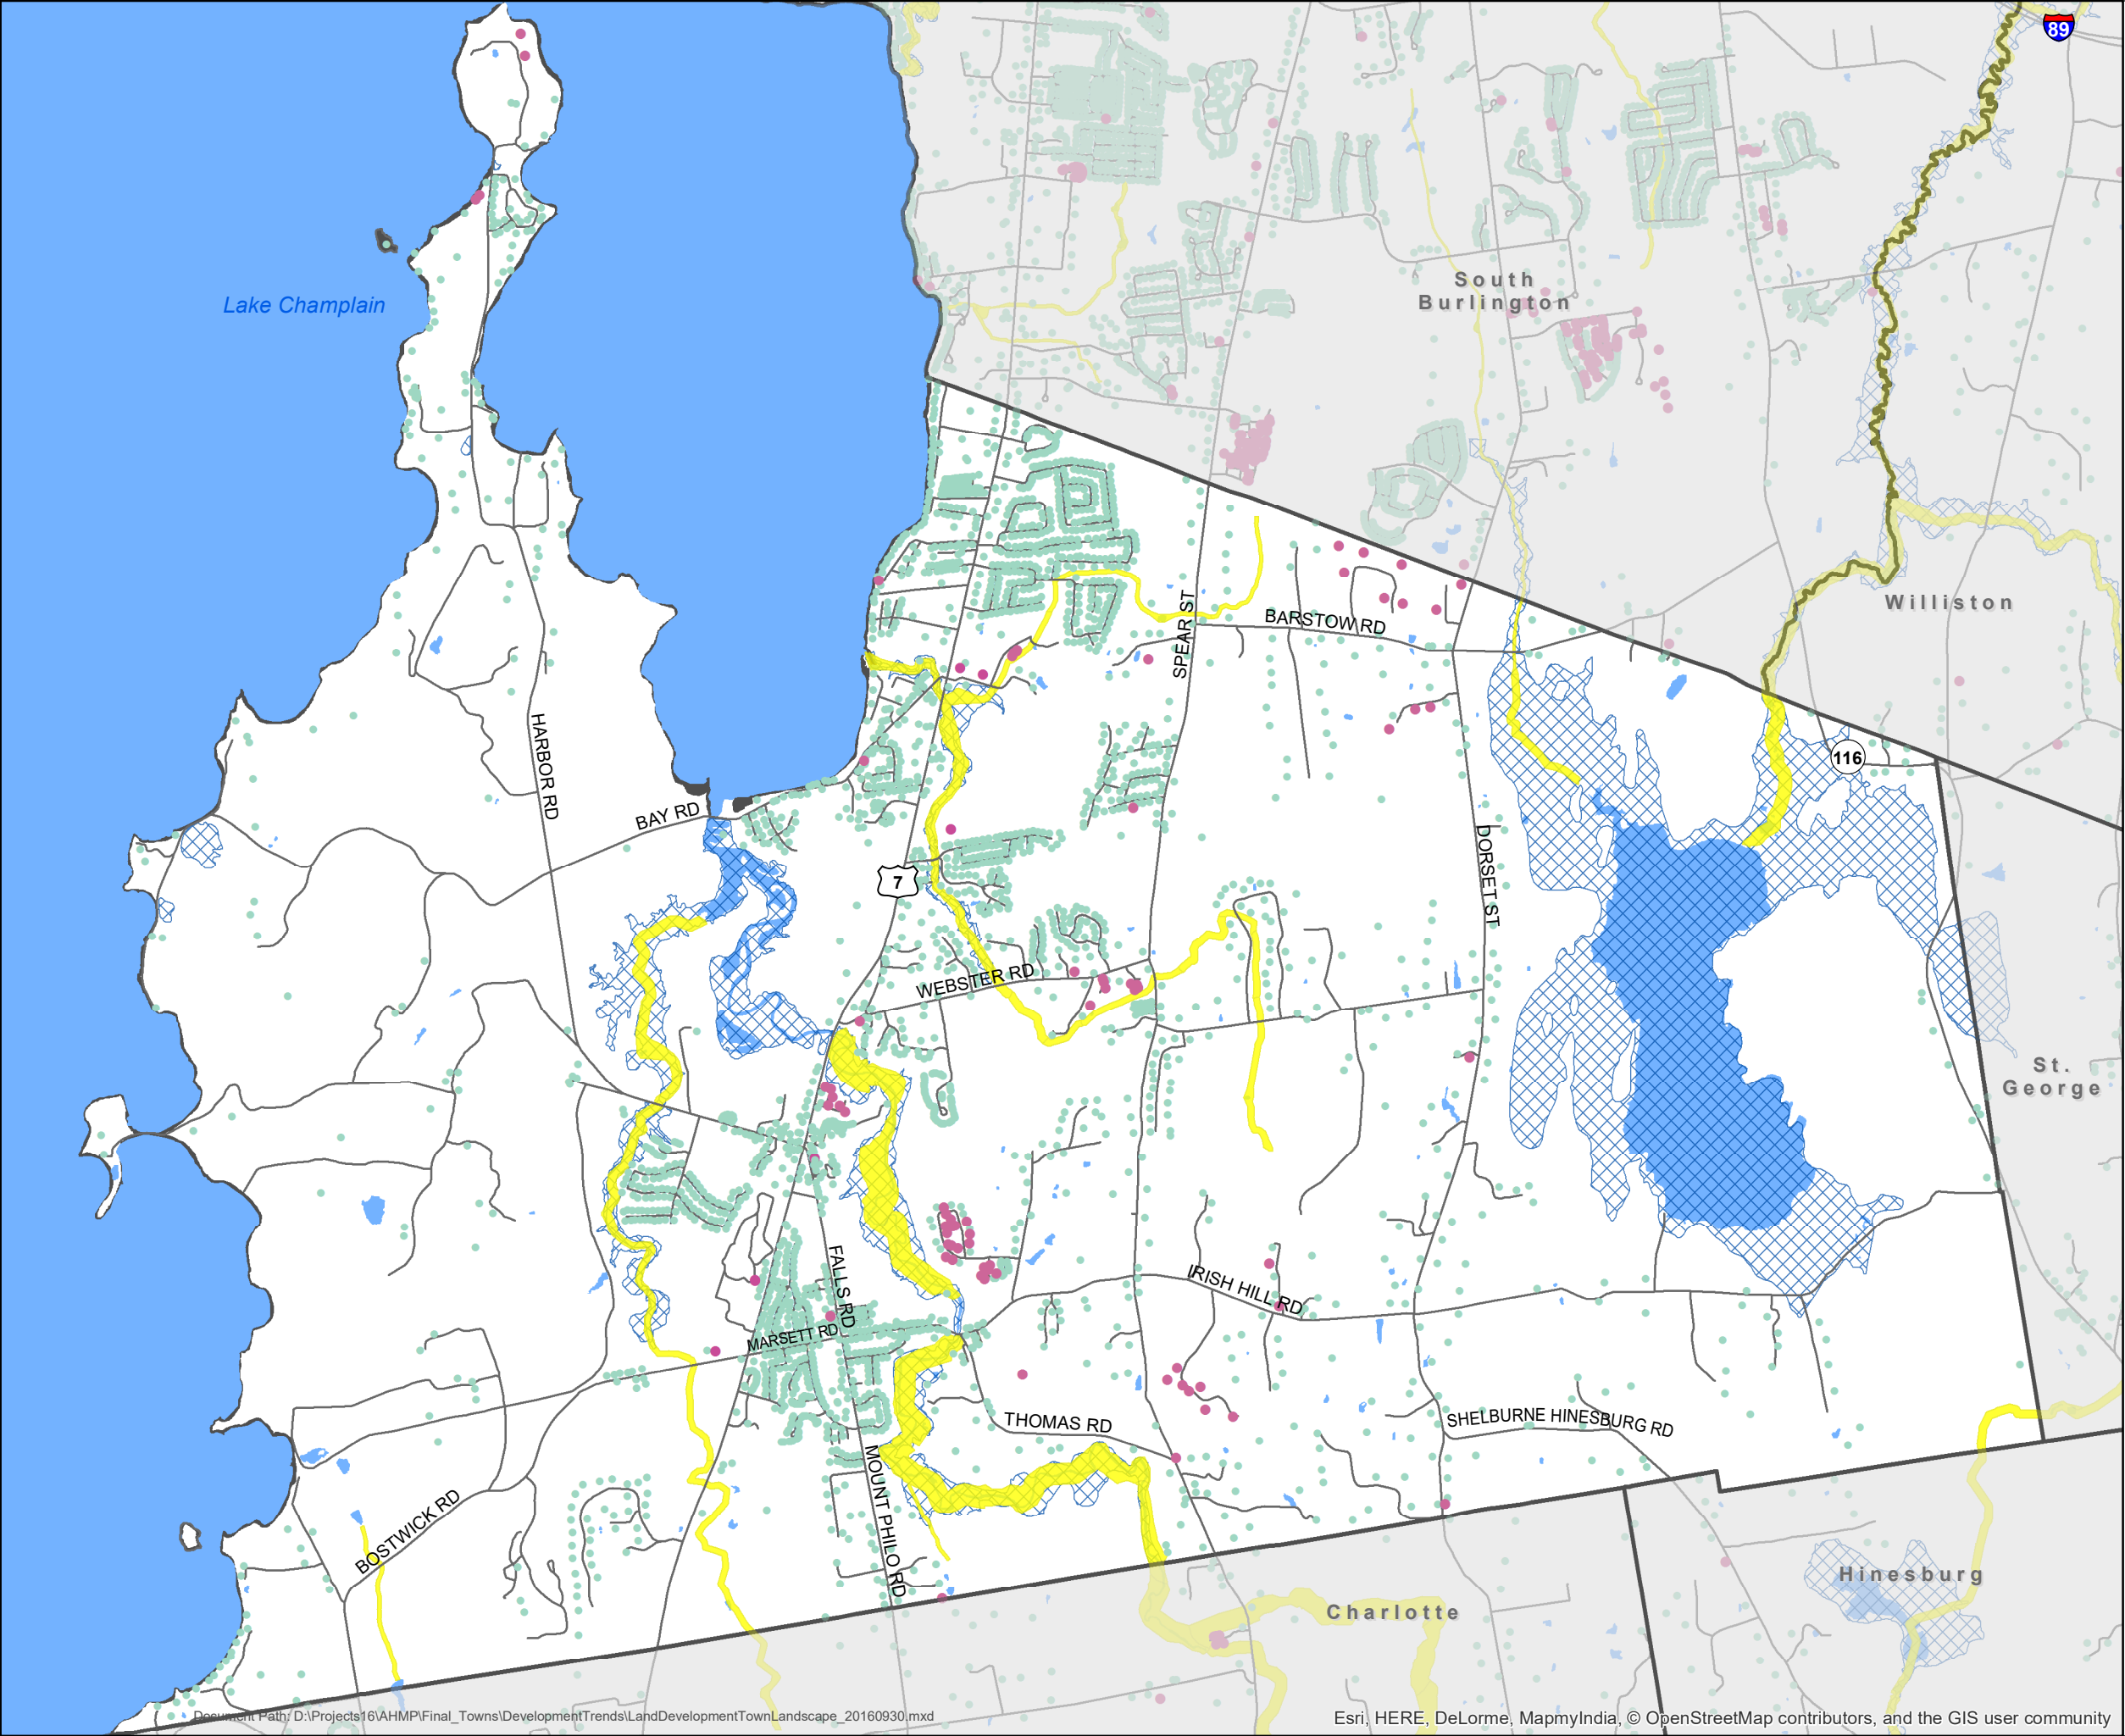 89
South
Burlington
Lake Champlain
Williston
SPEAR ST
BARSTOW RD
HARBOR RD
116
BAY RD
7
DORSET ST
WEBSTER RD
St.
George
FALLS RD
IRISH HILL RD
MARSETT RD
THOMAS RD
SHELBURNE HINESBURG RD
MOUNT PHILO RD
BOSTWICK RD
Hinesburg
Charlotte
Document Path: D:\Projects16\AHMP\Final_Towns\DevelopmentTrends\LandDevelopmentTownLandscape_20160930.mxd
Esri, HERE, DeLorme, MapmyIndia, © OpenStreetMap contributors, and the GIS user community